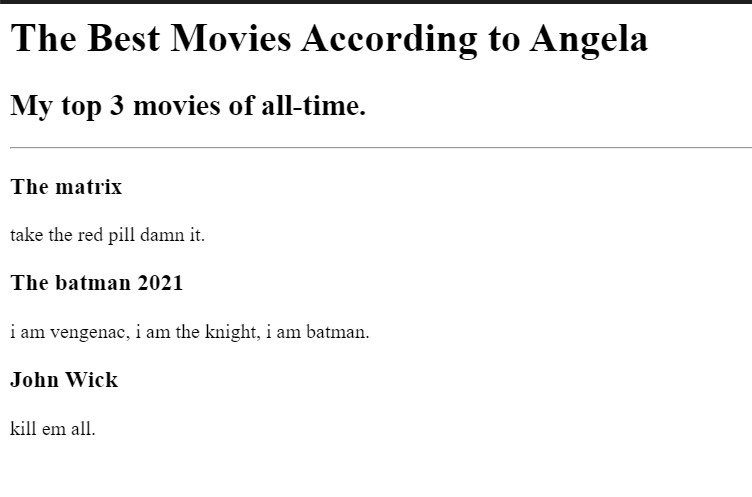 The Best Movies According to Angela
My top 3 movies of all-time.
The matrix
take the red pill damn it.
The batman 2021
i am vengenac, i am the knight, i am batman.
John Wick
kill em all.